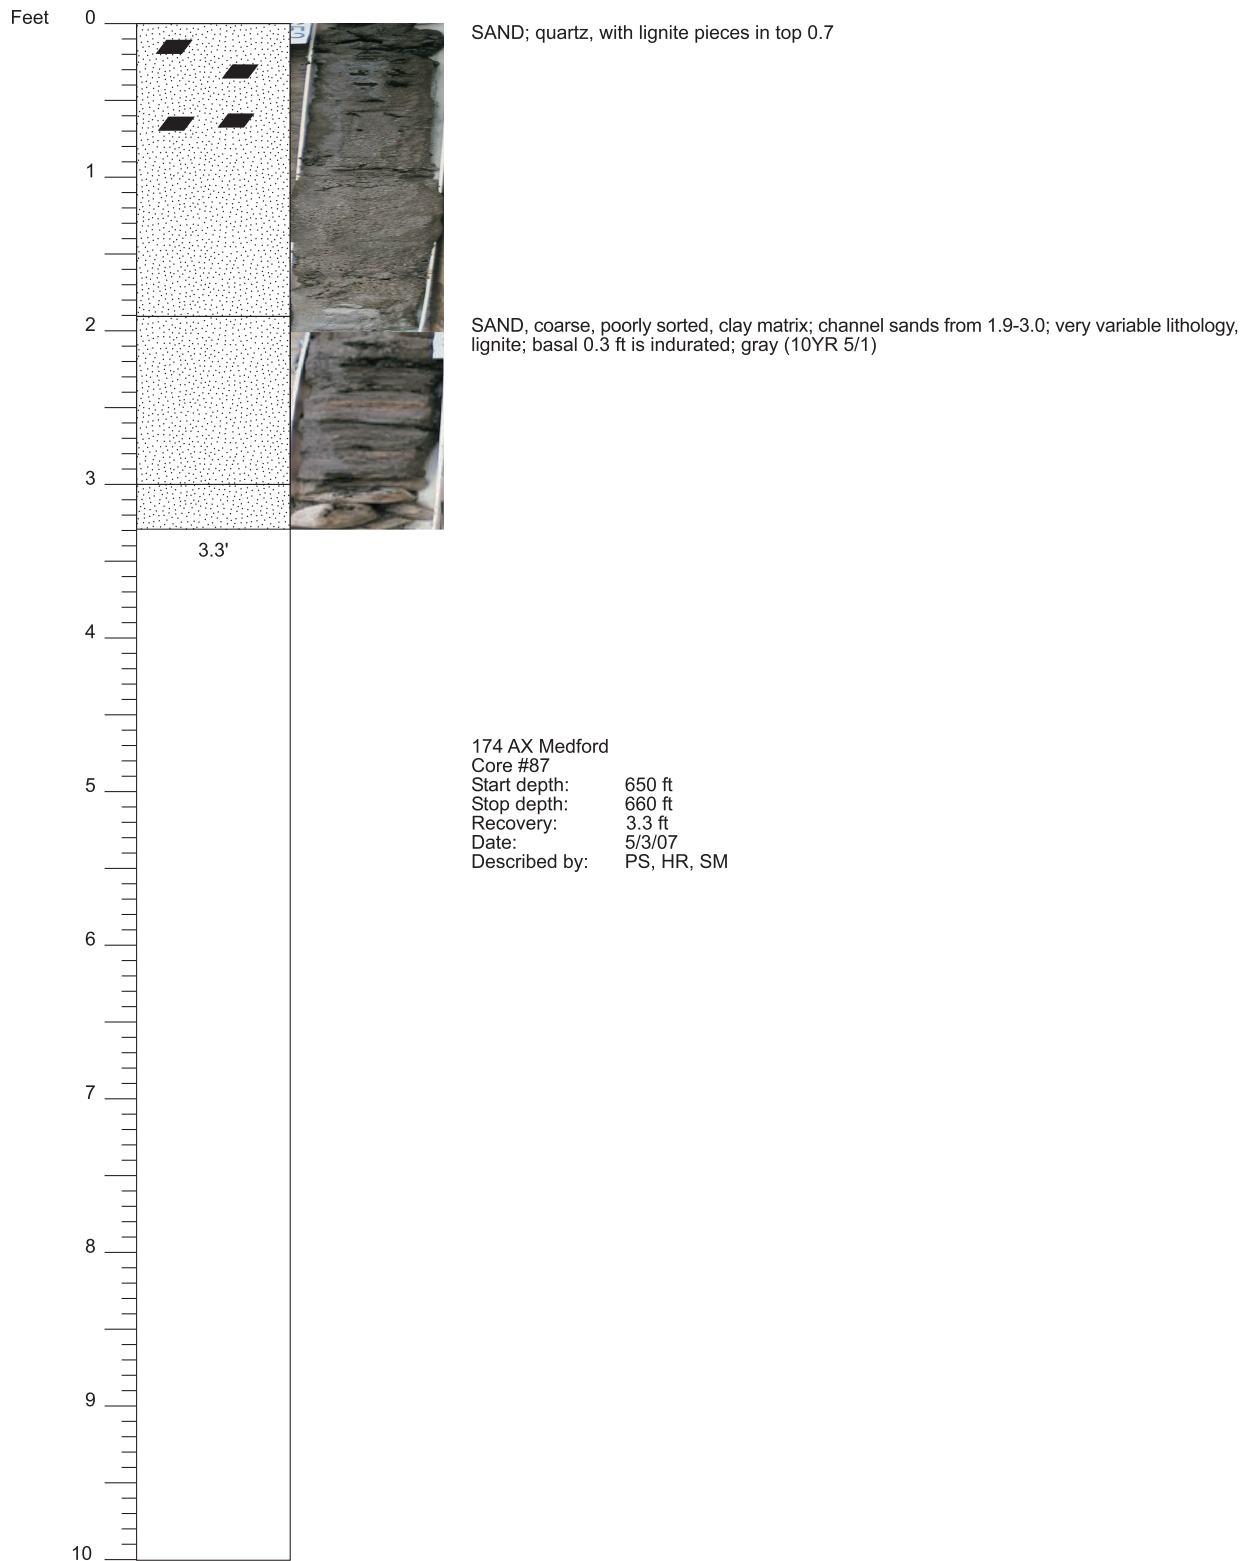 Feet
0
SAND; quartz, with lignite pieces in top 0.7
1
2
SAND, coarse, poorly sorted, clay matrix; channel sands from 1.9-3.0; very variable lithology,
lignite; basal 0.3 ft is indurated; gray (10YR 5/1)
3
3.3'
4
174 AX Medford
Core #87
5
Start depth: 650 ft
Stop depth: 660 ft
Recovery: 3.3 ft
Date: 5/3/07
Described by: PS, HR, SM
6
7
8
9
10